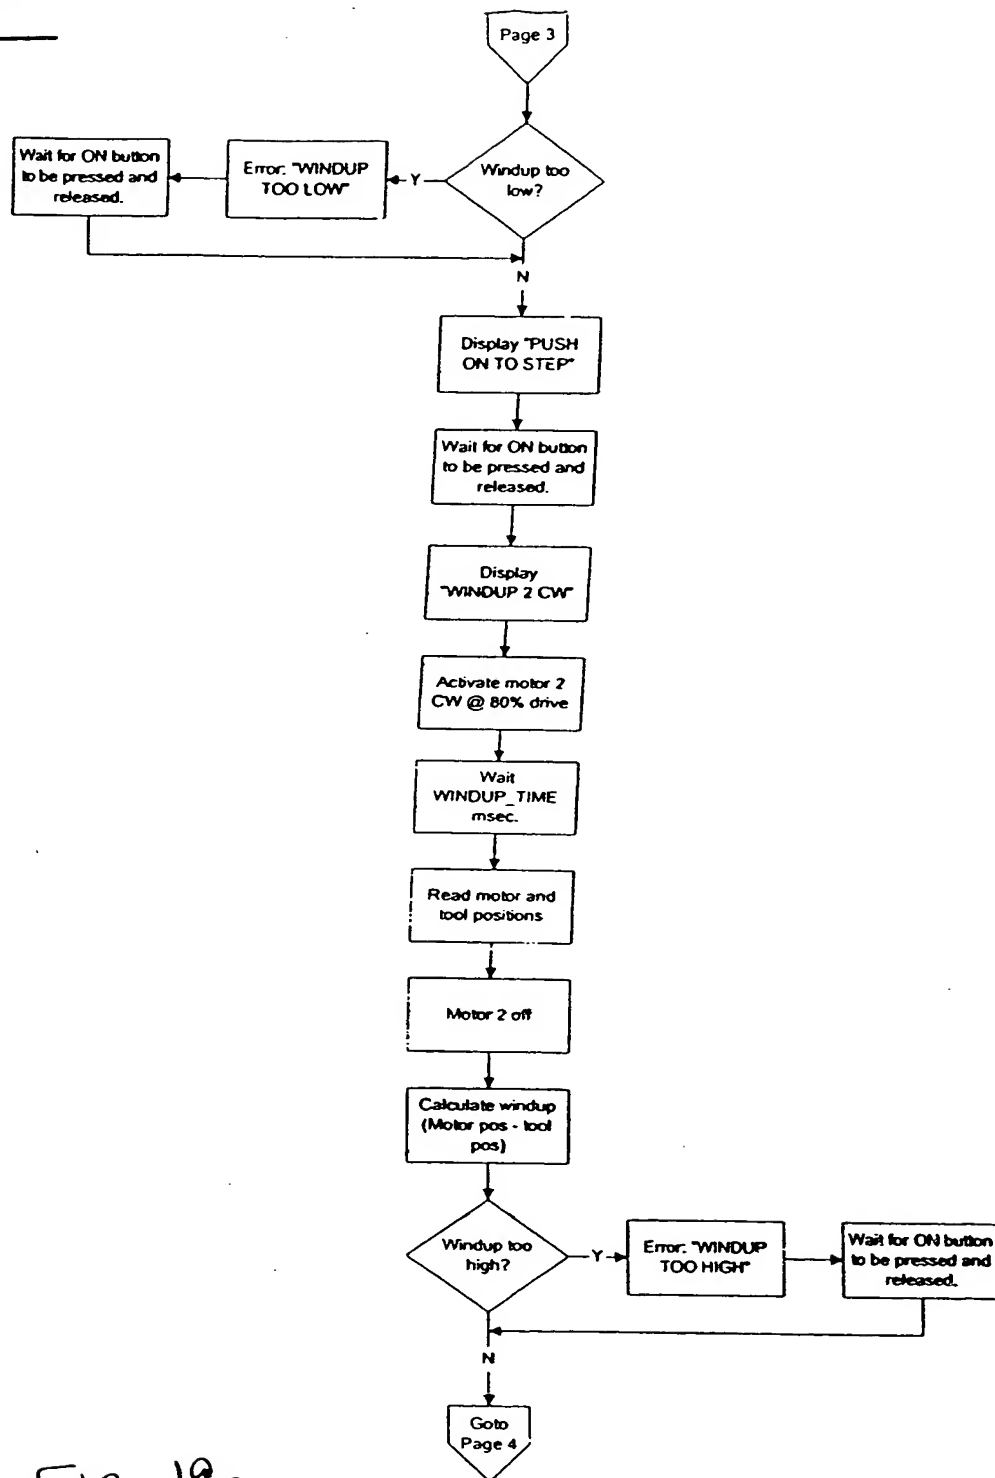 Page 3
Windup too
low?
Y
Error: "WINDUP
TOO LOW"
Wait for ON button
to be pressed and
released.
N
Display "PUSH
ON TO STEP"
Wait for ON button
to be pressed and
released.
Display
"WINDUP 2 CW"
Activate motor 2
CW @ 80% drive
Wait
WINDUP_TIME
msec.
Read motor and
tool positions
Motor 2 off
Calculate windup
(Motor pos - tool
pos)
Windup too
high?
Y
Error: "WINDUP
TOO HIGH"
Wait for ON button
to be pressed and
released.
N
Goto
Page 4